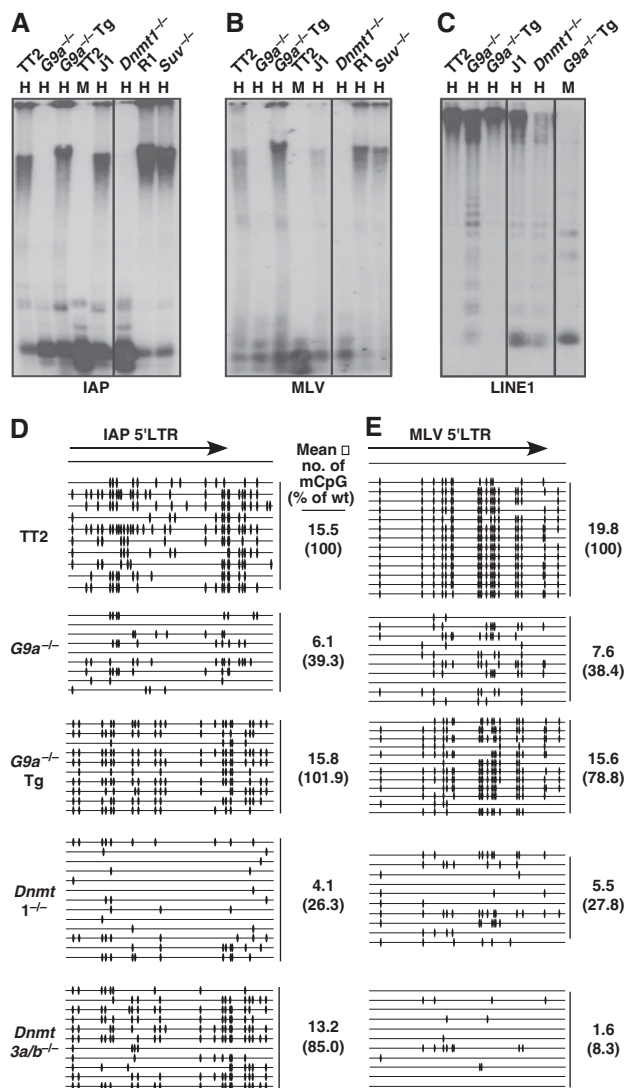 A
TT2
G9a−/−
G9a−/− Tg
TT2
J1
Dnmt1−/−
R1
Suv−/−
H H H M H H H H
IAP
B
TT2
G9a−/−
G9a−/− Tg
TT2
J1
Dnmt1−/−
R1
Suv−/−
H H H M H H H H
MLV
C
TT2
G9a−/−
G9a−/− Tg
J1
Dnmt1−/−
G9a−/− Tg
H H H H H M
LINE1
D
IAP 5'LTR
Mean □
no. of
mCpG
(% of wt)
TT2
15.5
(100)
G9a−/−
6.1
(39.3)
G9a−/−
Tg
15.8
(101.9)
Dnmt
1−/−
4.1
(26.3)
Dnmt
3a/b−/−
13.2
(85.0)
E
MLV 5'LTR
19.8
(100)
7.6
(38.4)
15.6
(78.8)
5.5
(27.8)
1.6
(8.3)